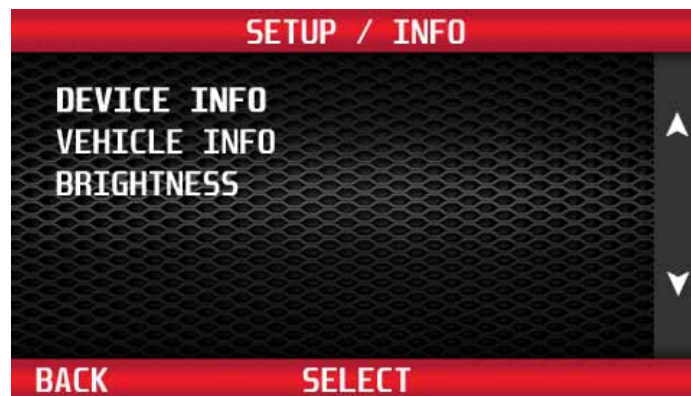 SETUP / INFO
DEVICE INFO
VEHICLE INFO
BRIGHTNESS
BACK SELECT